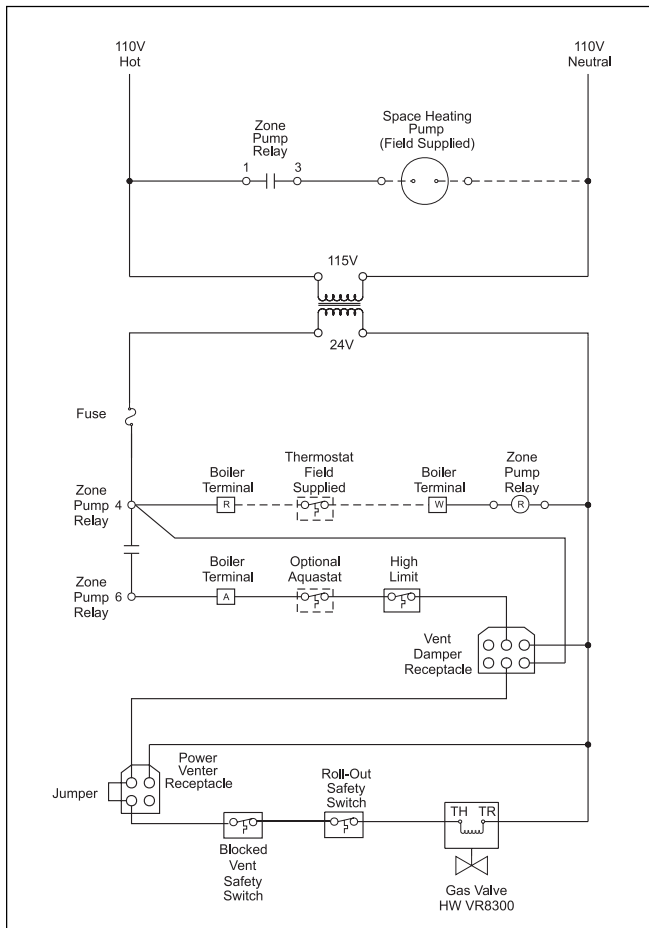 110V
Hot
110V
Neutral
Zone
Pump
Relay
1
3
Space Heating
Pump
(Field Supplied)
115V
24V
Fuse
Zone
Pump 4
Relay
Boiler
Terminal
R
Thermostat
Field
Supplied
Boiler
Terminal
W
Zone
Pump
Relay
R
Zone
Pump 6
Relay
Boiler
Terminal
A
Optional
Aquastat
High
Limit
Vent
Damper
Receptacle
Jumper
Power
Venter
Receptacle
Blocked
Vent
Safety
Switch
Roll-Out
Safety
Switch
TH TR
Gas Valve
HW VR8300